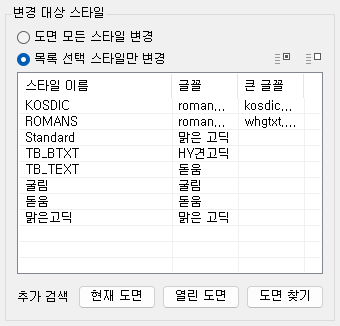 변경 대상 스타일
도면 모든 스타일 변경
목록 선택 스타일만 변경
스타일 이름 글꼴 큰 글꼴
KOSDIC roman,,, kosdic,,,
ROMANS roman,,, whgtxt,,,
Standard 맑은 고딕
TB_BTXT HY견고딕
TB_TEXT 돋움
굴림 굴림
돋움 돋움
맑은고딕 맑은 고딕
추가 검색 현재 도면 열린 도면 도면 찾기